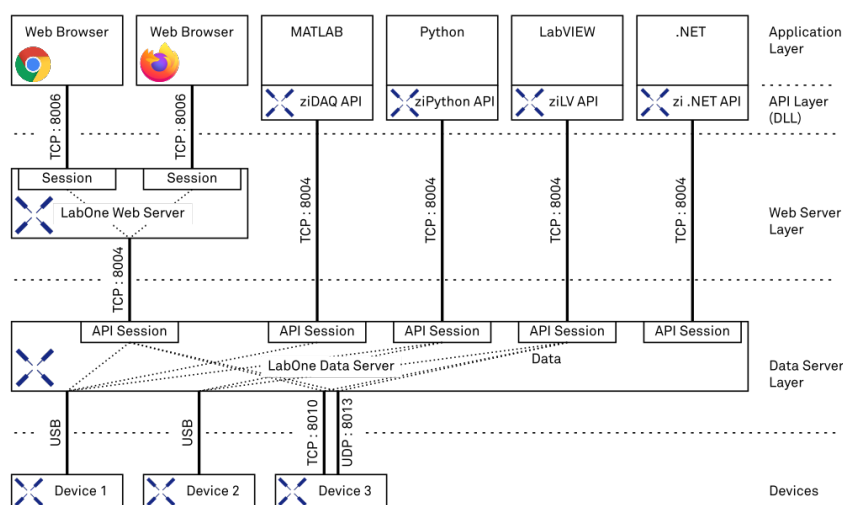 Web Browser
Web Browser
MATLAB
Python
LabVIEW
.NET
Application
Layer
ziDAQ API
ziPython API
ziLV API
zi .NET API
API Layer
(DLL)
TCP : 8006
TCP : 8006
Session
Session
LabOne Web Server
TCP : 8004
TCP : 8004
TCP : 8004
TCP : 8004
Web Server
Layer
TCP : 8004
API Session
API Session
API Session
API Session
API Session
LabOne Data Server
Data
Data Server
Layer
USB
USB
TCP : 8010
UDP : 8013
Device 1
Device 2
Device 3
Devices